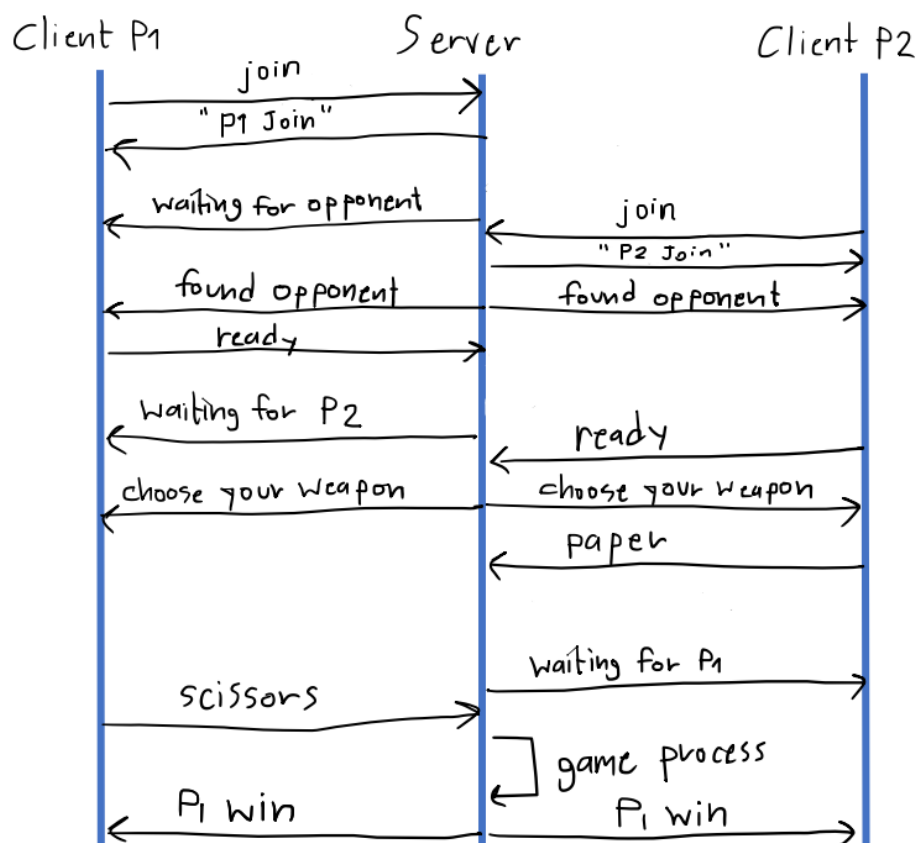 Client P1 Server Client P2
join
"P1 Join"
waiting for opponent
join
"P2 Join"
found opponent found opponent
ready
waiting for P2
ready
choose your weapon choose your weapon
paper
waiting for P1
scissors
game process
P1 win P1 win